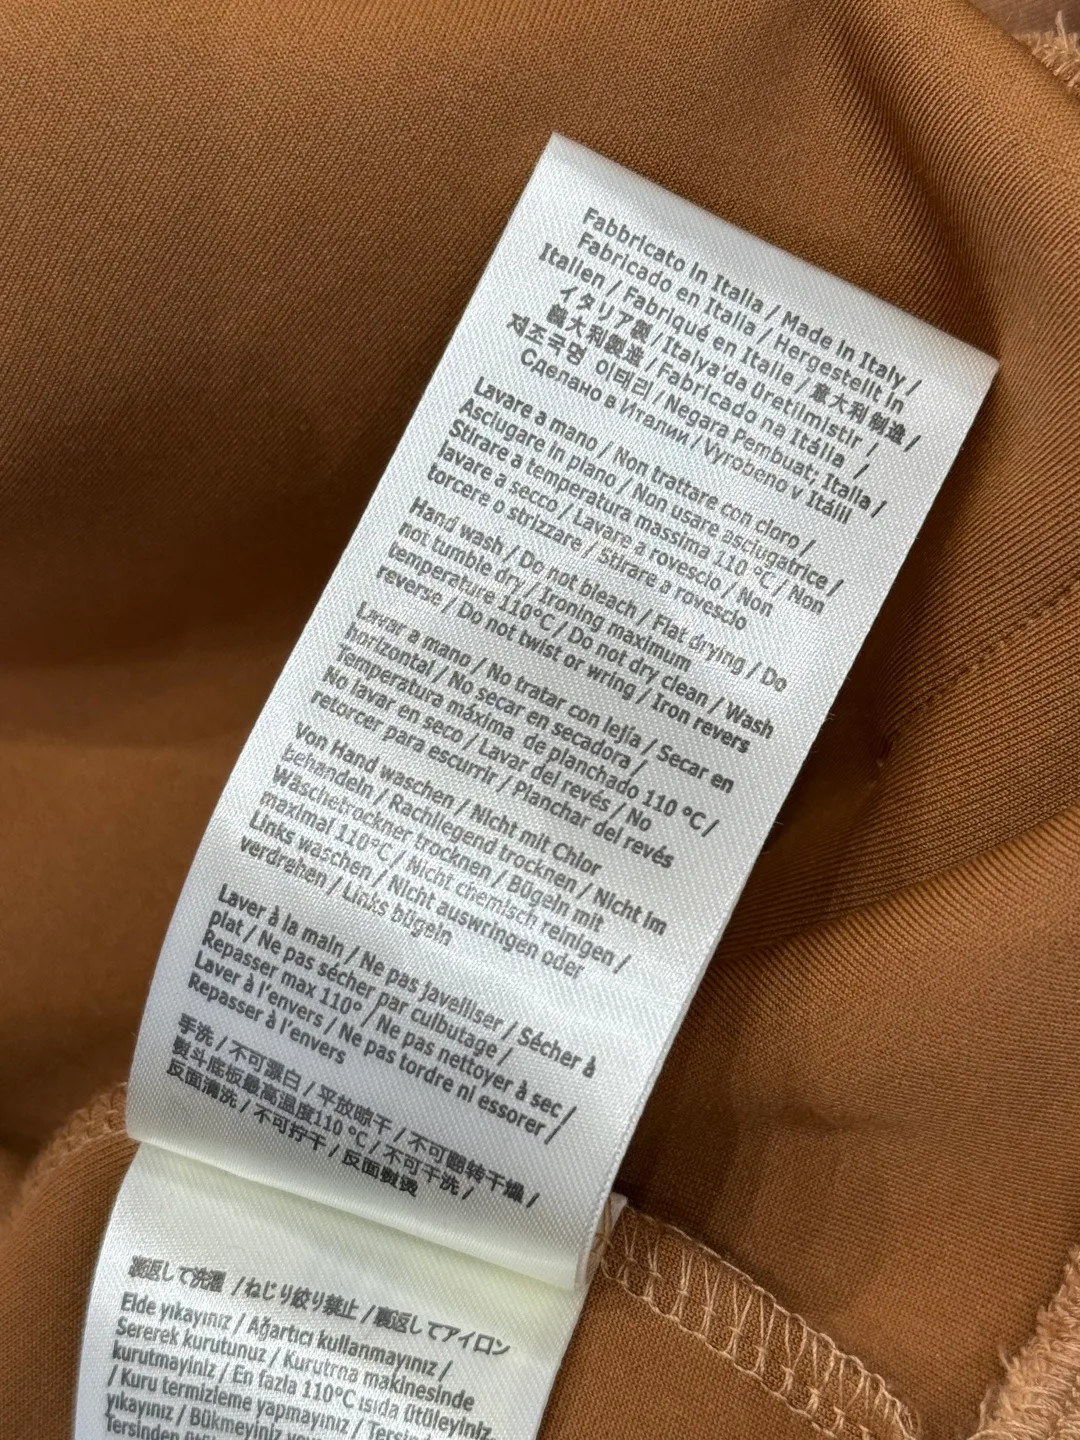 Fabbricato in Italia / Made in Italy /
Fabricado en Italia / Hergestellt in
Italien / Fabriqué en Italie / 意大利制造 /
イタリア製 / Italya'da üretilmistir /
義大利製造 / Fabricado na Itália /
제조국명 이태리 / Negara Pembuat; Italia /
Сделано в Италии / Vyrobeno v Itálii
Lavare a mano / Non trattare con cloro /
Asciugare in piano / Non usare asciugatrice /
Stirare a temperatura massima 110 °C / Non
lavare a secco / Lavare a rovescio / Non
torcere o strizzare / Stirare a rovescio
Hand wash / Do not bleach / Flat drying / Do
not tumble dry / Ironing maximum
temperature 110°C / Do not dry clean / Wash
reverse / Do not twist or wring / Iron revers
Lavar a mano / No tratar con lejía / Secar en
horizontal / No secar en secadora /
Temperatura máxima de planchado 110 °C /
No lavar en seco / Lavar del revés / No
retorcer para escurrir / Planchar del revés
Von Hand waschen / Nicht mit Chlor
behandeln / Rachliegend trocknen / Nicht im
Wäschetrockner trocknen / Bügeln mit
maximal 110°C / Nicht chemisch reinigen /
Links waschen / Nicht auswringen oder
verdrehen / Links bügeln
Laver à la main / Ne pas javelliser / Sécher à
plat / Ne pas sécher par culbutage /
Repasser max 110° / Ne pas nettoyer à sec /
Laver à l'envers / Ne pas tordre ni essorer /
Repasser à l'envers
手洗 / 不可漂白 / 平放晾干 / 不可翻转干燥 /
熨斗底板最高温度110 °C / 不可干洗 /
反面清洗 / 不可拧干 / 反面熨烫
裏返して洗濯 / ねじり絞り禁止 / 裏返してアイロン
Elde yıkayınız / Ağartıcı kullanmayınız /
Sererek kurutunuz / Kurutma makinesinde
kurutmayiniz / En fazla 110°C ısıda ütüleyiniz
/ Kuru termizleme yapmayınız / Tersi
yıkayınız / Bükmeyiniz
Tersinden